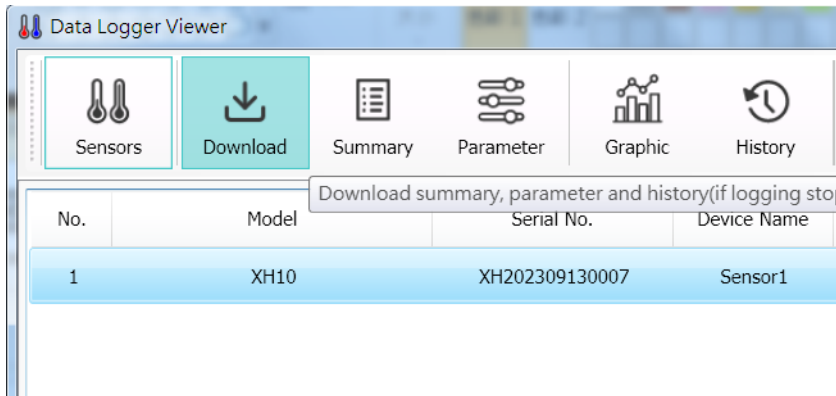 Data Logger Viewer
Sensors Download Summary Parameter Graphic History
Download summary, parameter and history(if logging
No. Model Serial No. Device Name
1 XH10 XH202309130007 Sensor1